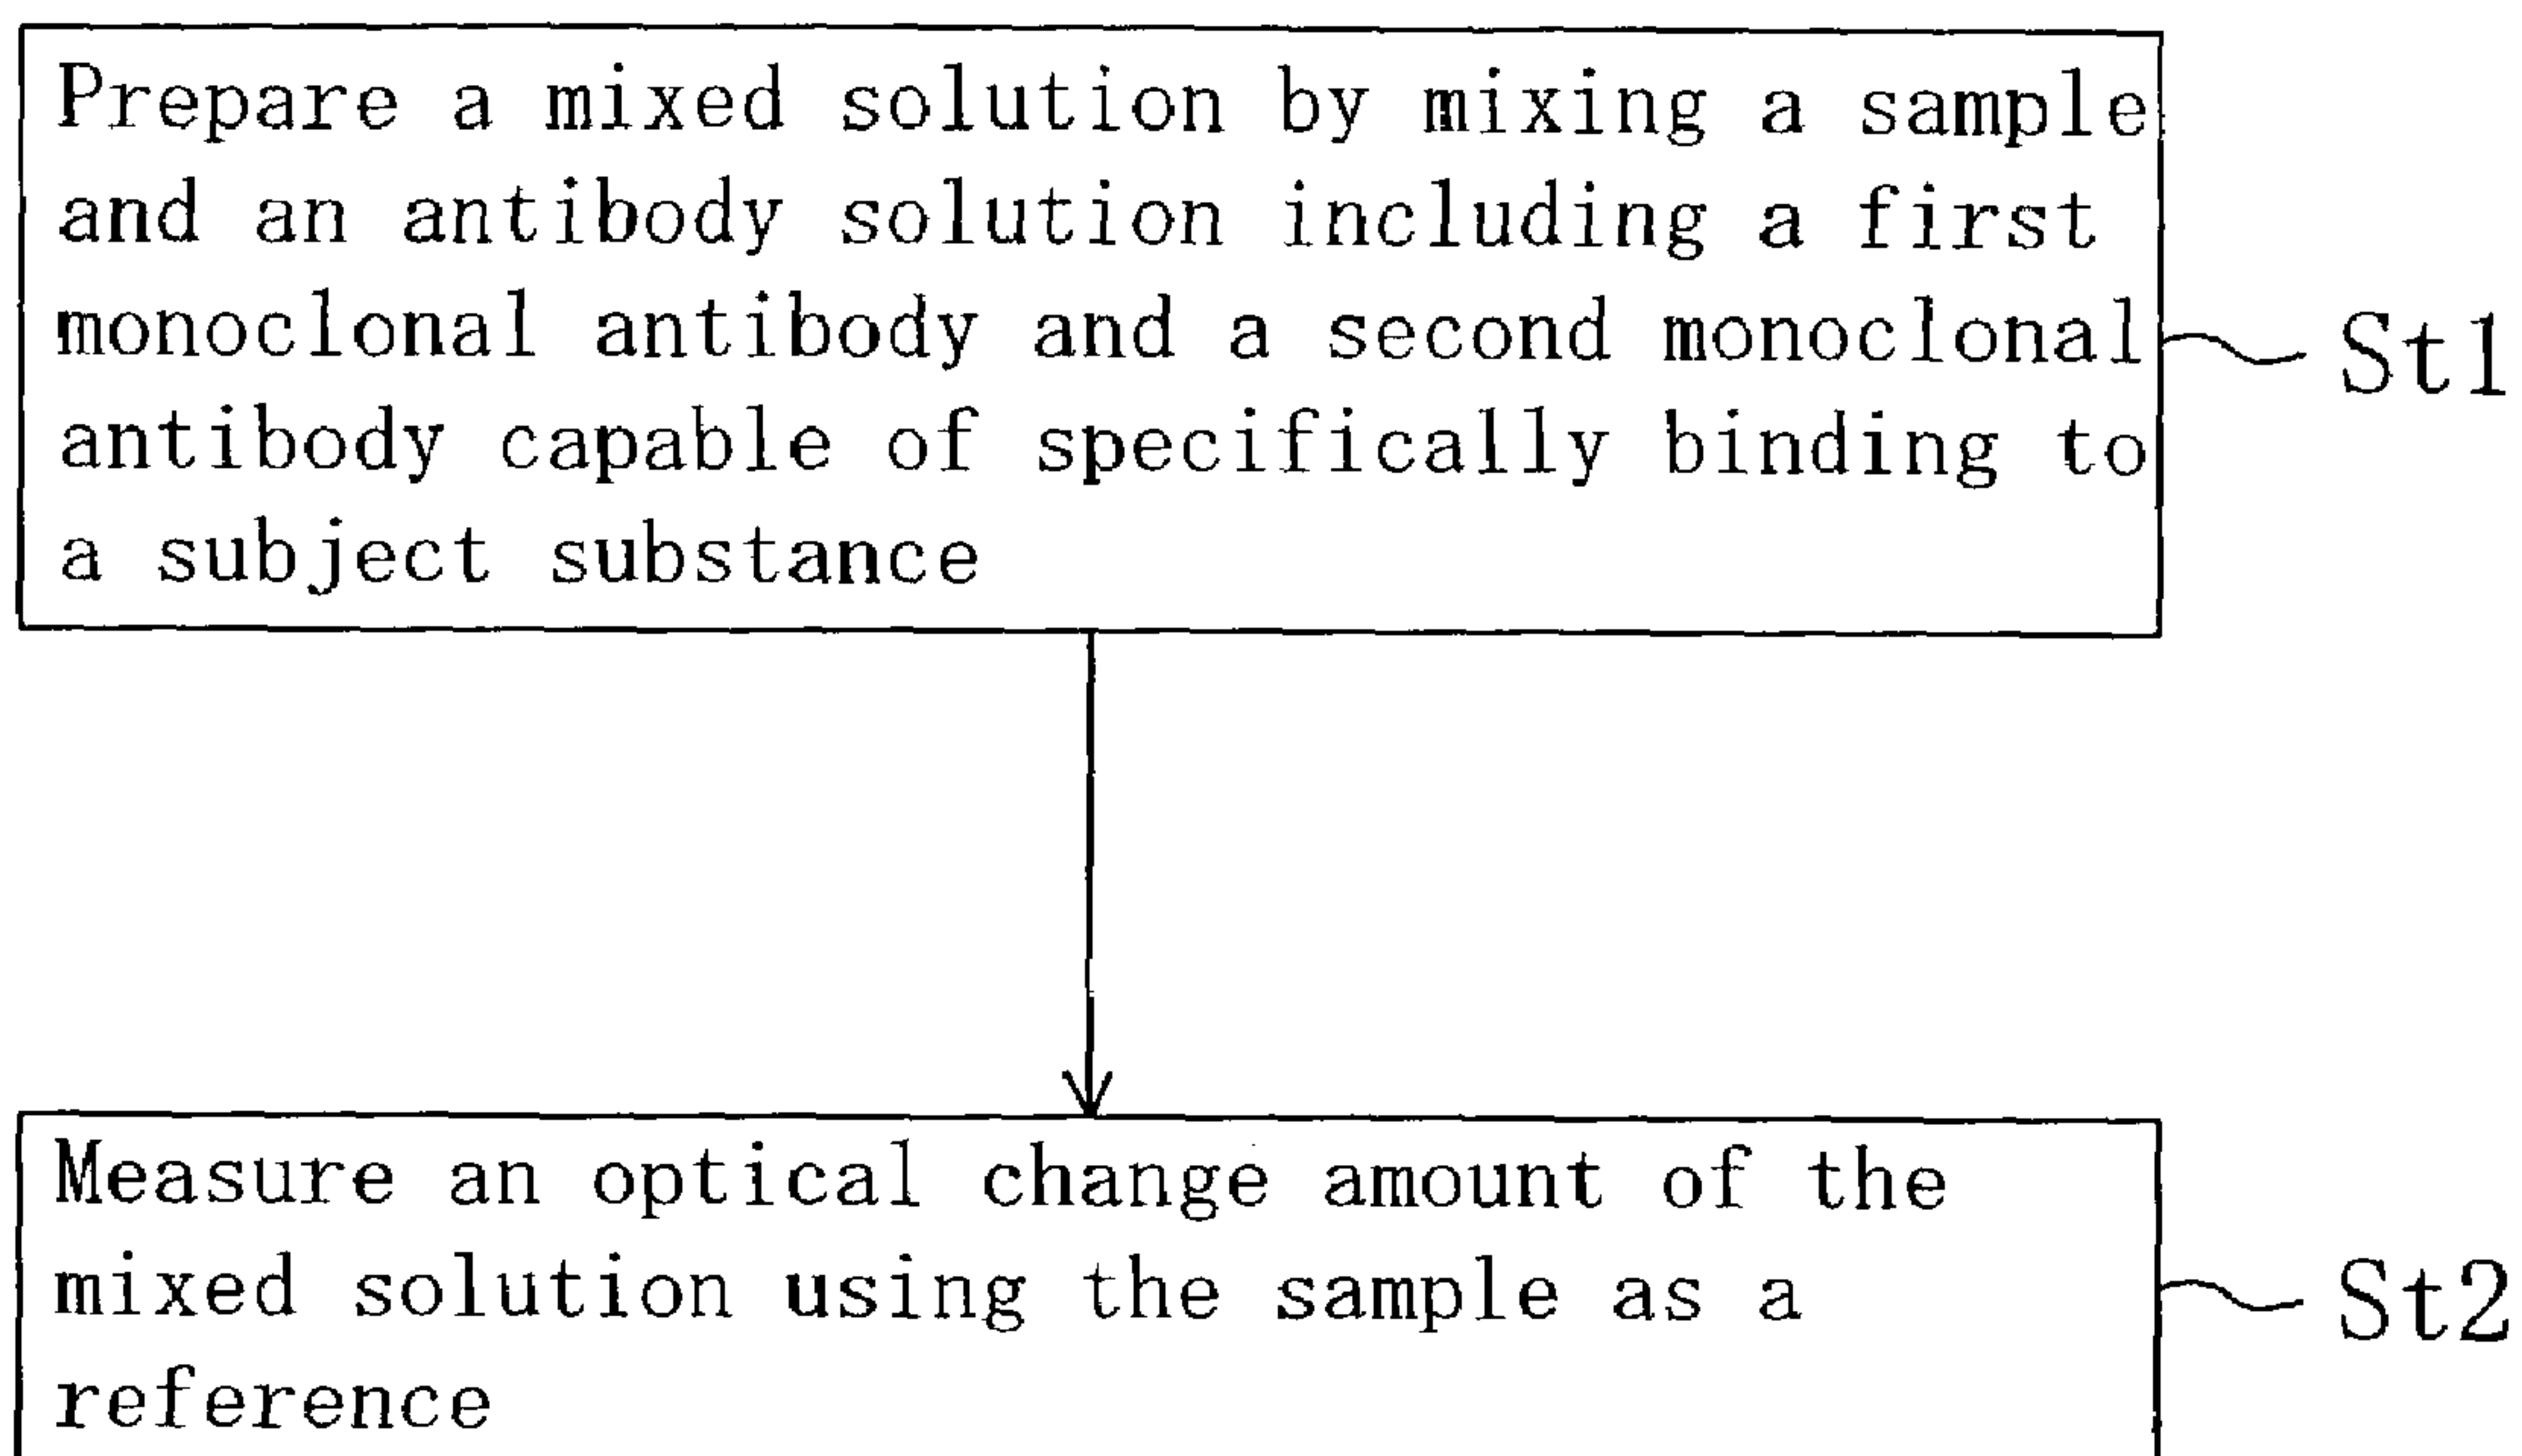 Prepare a mixed solution by mixing a sample
and an antibody solution including a first
monoclonal antibody and a second monoclonal
antibody capable of specifically binding to
a subject substance
St1
Measure an optical change amount of the
mixed solution using the sample as a
reference
St2